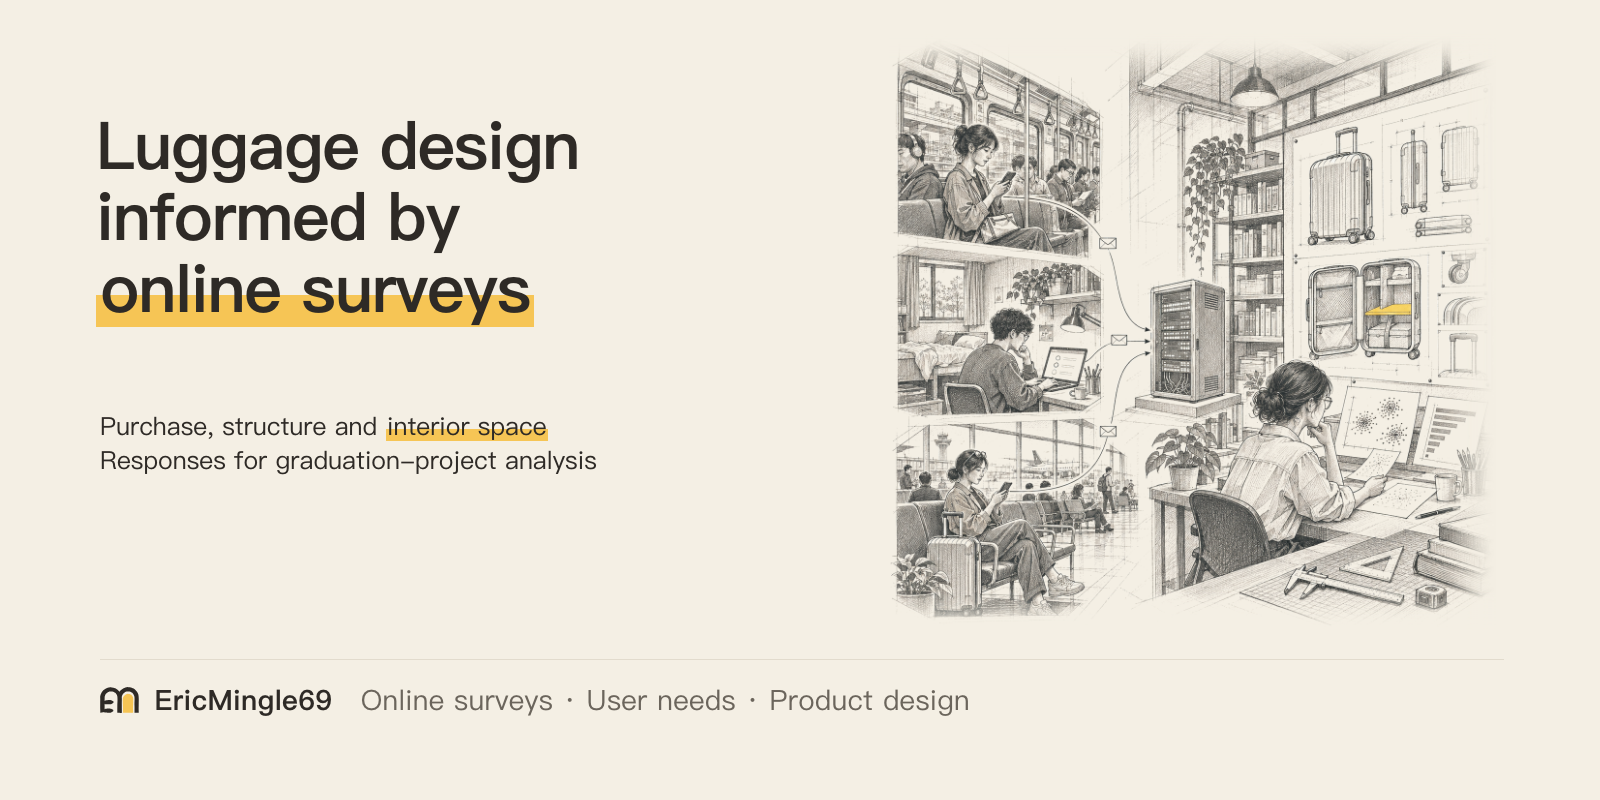 Luggage design
informed by
online surveys
Purchase, structure and interior space
Responses for graduation–project analysis
EricMingle69 Online surveys · User needs · Product design